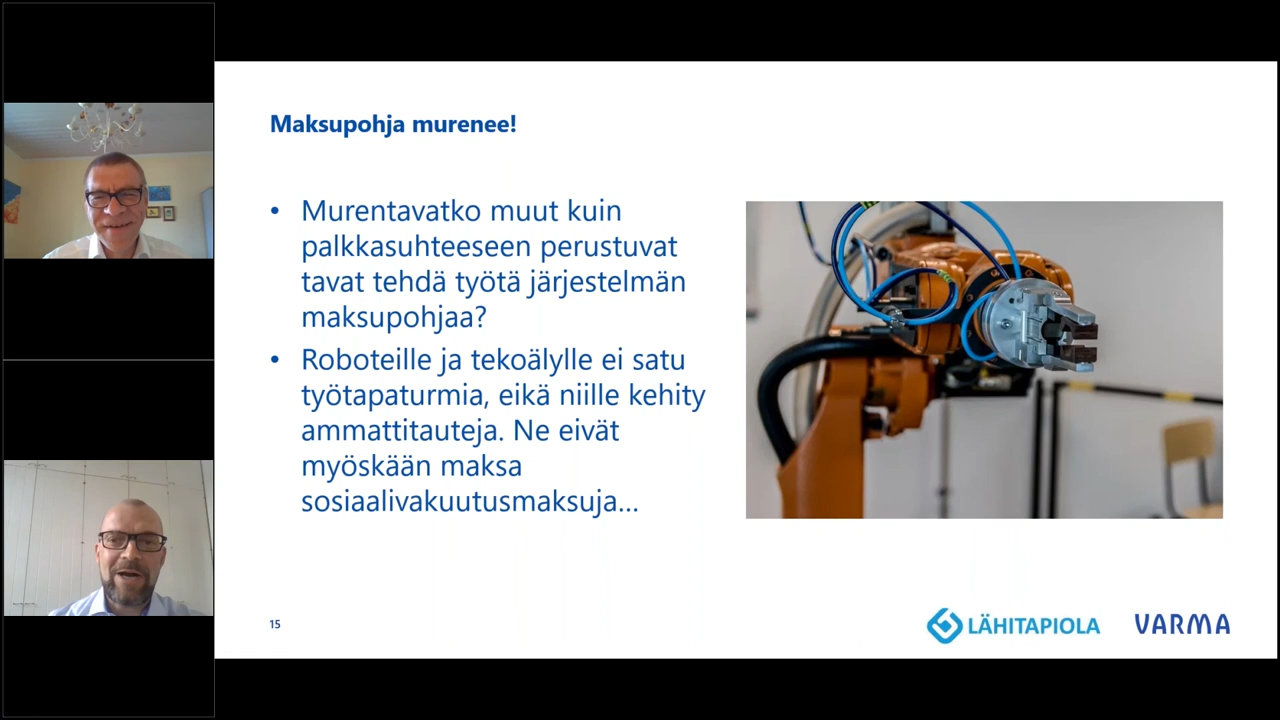 Maksupohja murenee!
• Murentavatko muut kuin
palkkasuhteeseen perustuvat
tavat tehdä työtä järjestelmän
maksupohjaa?
• Roboteille ja tekoälylle ei satu
työtapaturmia, eikä niille kehity
ammattitauteja. Ne eivät
myöskään maksa
sosiaalivakuutusmaksuja...
15
LÄHITAPIOLA
VARMA